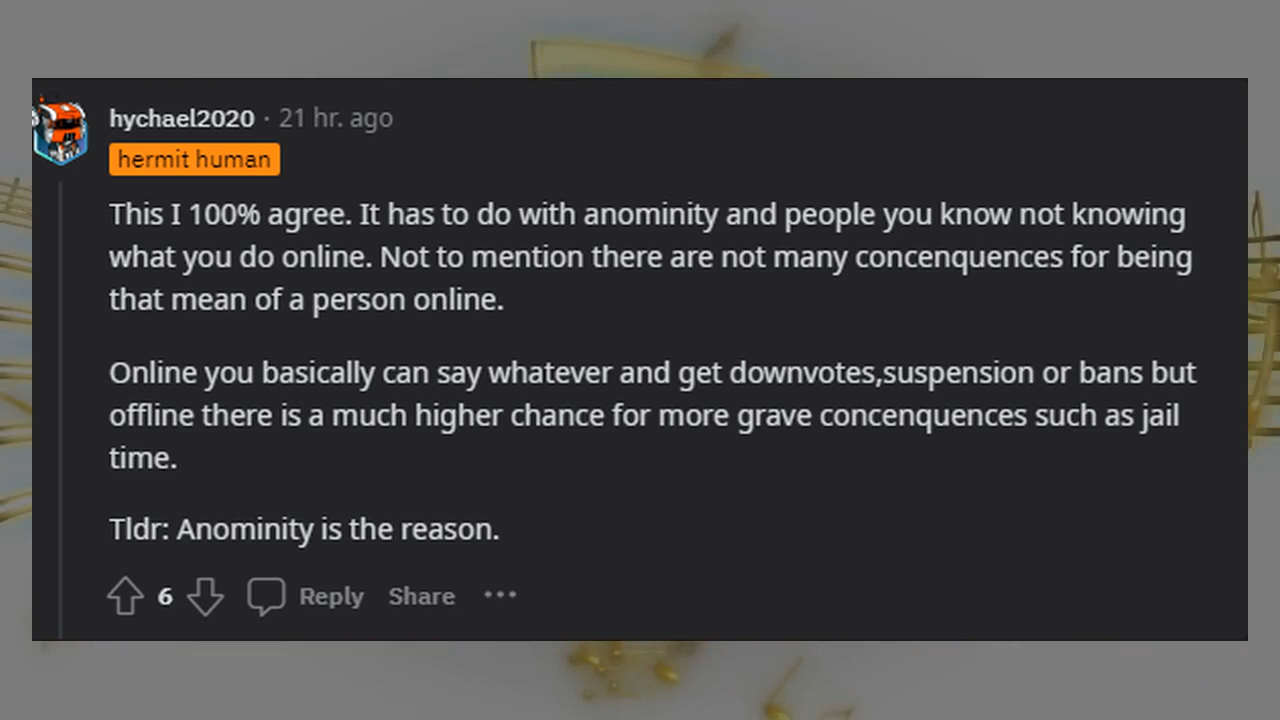 hychael2020 · 21 hr. ago
hermit human
This I 100% agree. It has to do with anominity and people you know not knowing
what you do online. Not to mention there are not many concenquences for being
that mean of a person online.
Online you basically can say whatever and get downvotes,suspension or bans but
offline there is a much higher chance for more grave concenquences such as jail
time.
Tldr: Anominity is the reason.
6 Reply Share ···